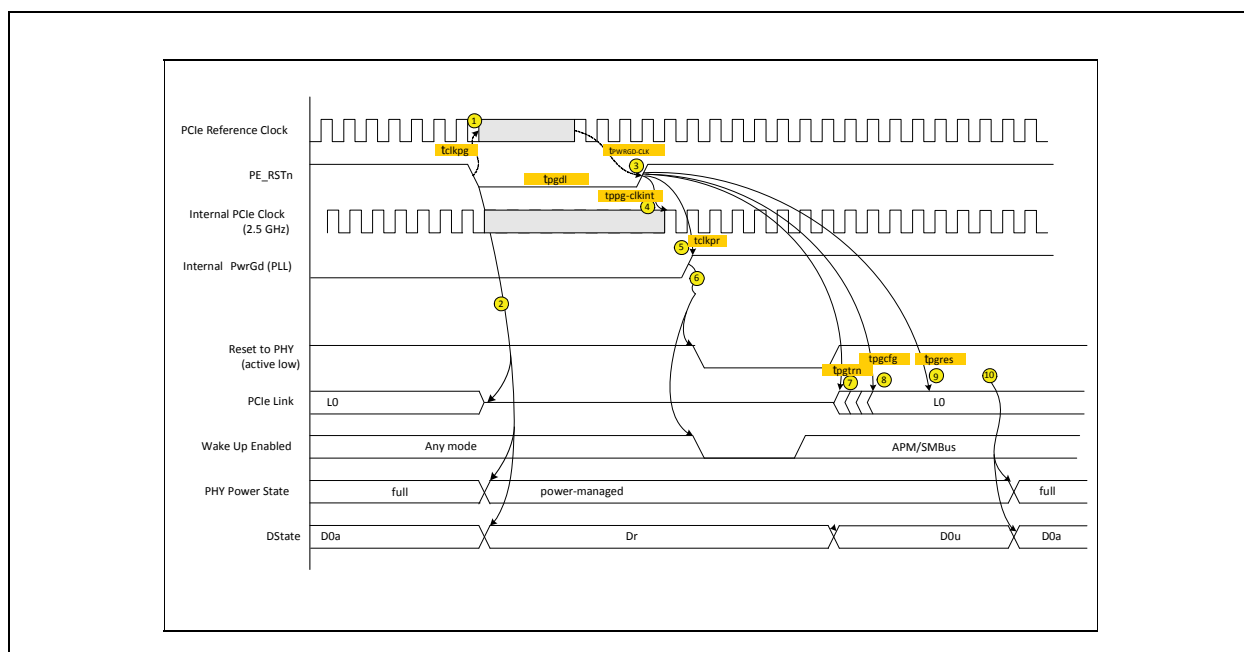 PCIe Reference Clock
1
tclkpg
tPWRGD-CLK
PE_RSTn
3
tpgdl
tppg-clkint
Internal PCIe Clock
(2.5 GHz)
4
5
tclkpr
Internal PwrGd (PLL)
6
2
Reset to PHY
(active low)
tpgtrn
tpgcfg
tpgres
7
8
9
10
PCIe Link
L0
L0
Wake Up Enabled
Any mode
APM/SMBus
PHY Power State
full
power-managed
full
DState
D0a
Dr
D0u
D0a